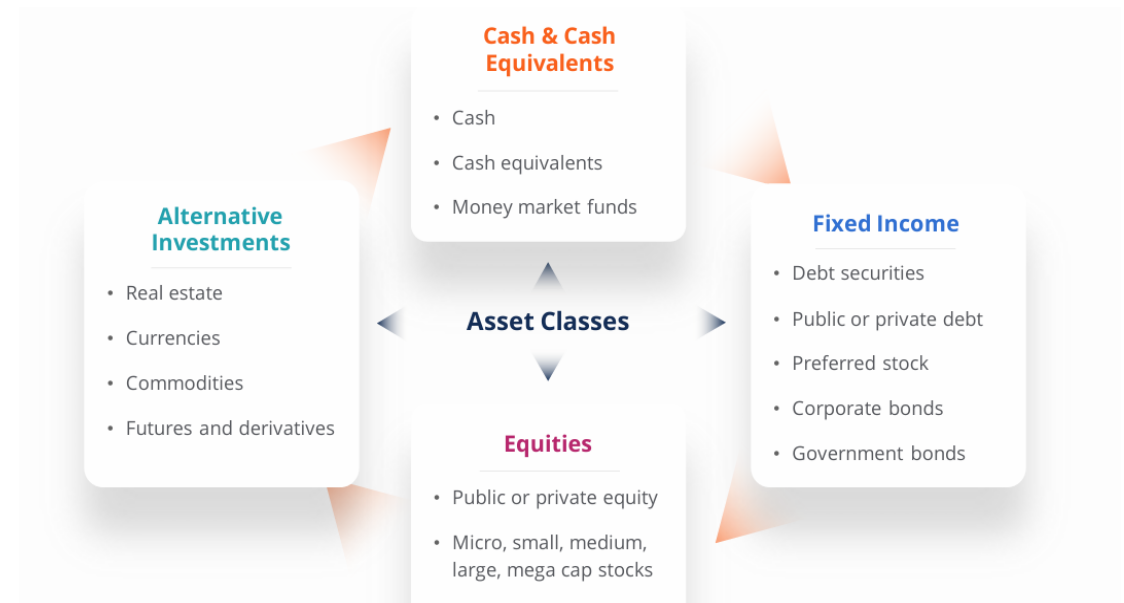 Cash & Cash
Equivalents
• Cash
• Cash equivalents
• Money market funds
Alternative
Investments
• Real estate
• Currencies
• Commodities
• Futures and derivatives
Asset Classes
Fixed Income
• Debt securities
• Public or private debt
• Preferred stock
• Corporate bonds
• Government bonds
Equities
• Public or private equity
• Micro, small, medium,
large, mega cap stocks